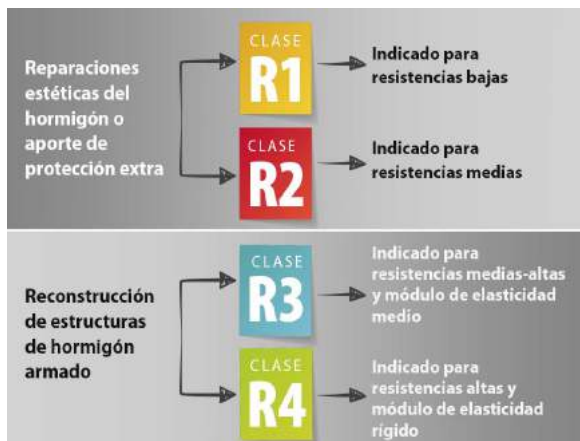 Reparaciones
estéticas del
hormigón o
aporte de
protección extra
CLASE
R1
Indicado para
resistencias bajas
CLASE
R2
Indicado para
resistencias medias
Reconstrucción
de estructuras
de hormigón
armado
CLASE
R3
Indicado para
resistencias medias-altas
y módulo de elasticidad
medio
CLASE
R4
Indicado para
resistencias altas y
módulo de elasticidad
rígido